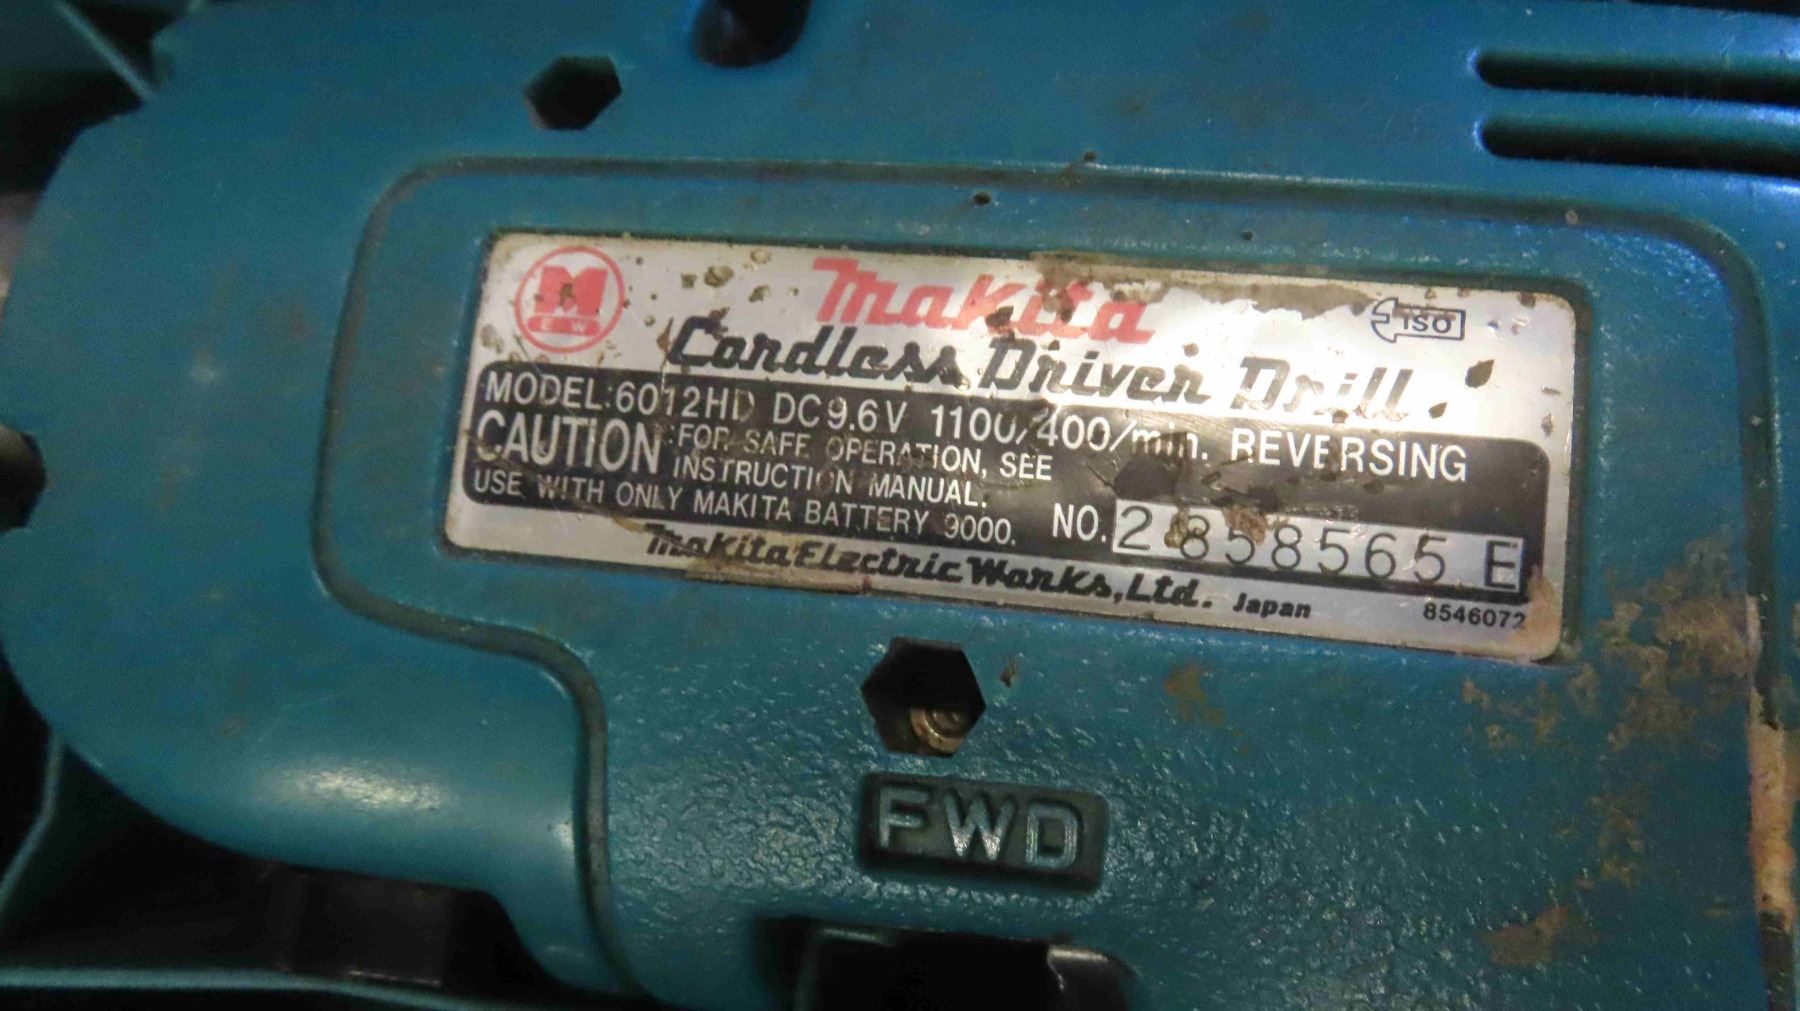 M
E W
Makita
ISO
Cordless Driver Drill
MODEL:6012HD DC9.6V 1100/400/min. REVERSING
CAUTION:FOR SAFE OPERATION, SEE
INSTRUCTION MANUAL.
USE WITH ONLY MAKITA BATTERY 9000. NO. 2858565 E
Makita Electric Works, Ltd. Japan 8546072
FWD